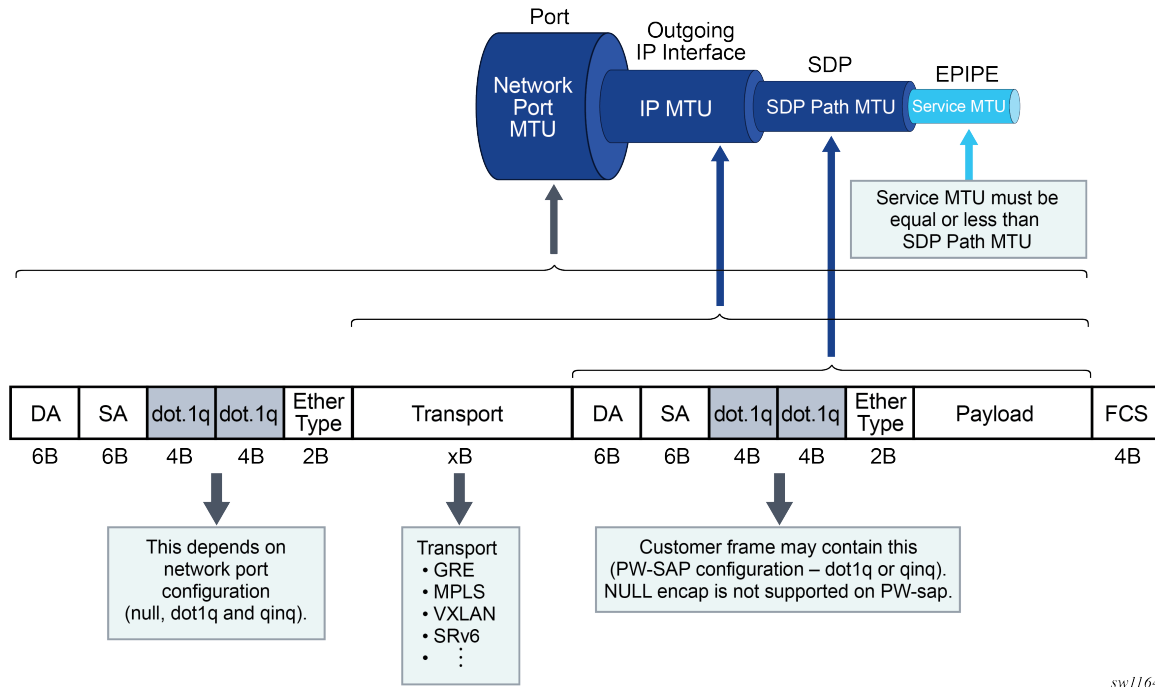 Port
Outgoing
IP Interface
SDP
EPIPE
Network
Port
MTU
IP MTU
SDP Path MTU
Service MTU
Service MTU must be
equal or less than
SDP Path MTU
DA
SA
dot.1q
dot.1q
Ether
Type
Transport
DA
SA
dot.1q
dot.1q
Ether
Type
Payload
FCS
6B
6B
4B
4B
2B
xB
6B
6B
4B
4B
2B
4B
This depends on
network port
configuration
(null, dot1q and qinq).
Transport
• GRE
• MPLS
• VXLAN
• SRv6
• ⋮
Customer frame may contain this
(PW-SAP configuration – dot1q or qinq).
NULL encap is not supported on PW-sap.
sw1164